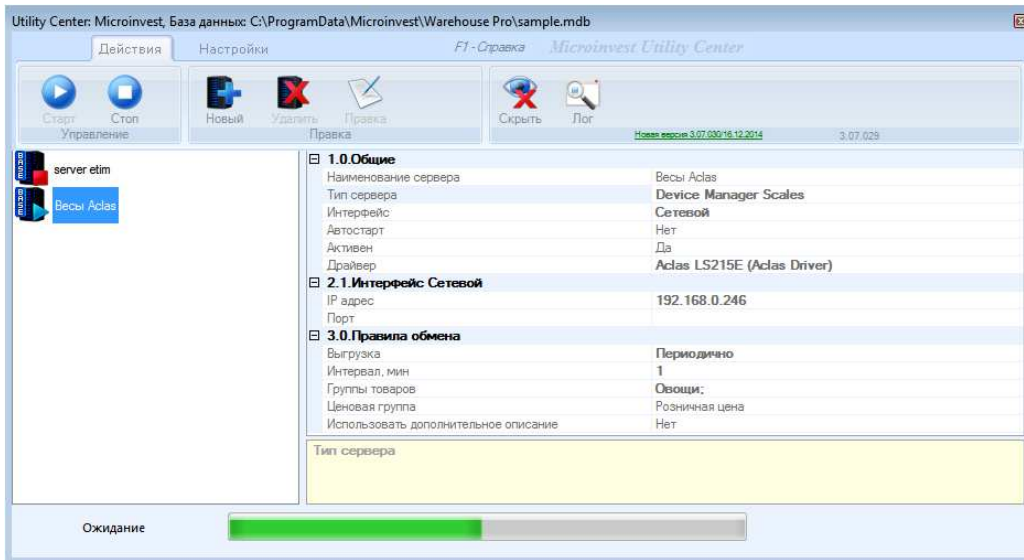 Utility Center: Microinvest, База данных: C:\ProgramData\Microinvest\Warehouse Pro\sample.mdb
Действия Настройки F1 - Справка Microinvest Utility Center
Старт Стоп Новый Удалить Правка Скрыть Лог
Управление Правка Новая версия 3.07.030/16.12.2014 3.07.029
server etim
Весы Aclas
1.0.Общие
Наименование сервера Весы Aclas
Тип сервера Device Manager Scales
Интерфейс Сетевой
Автостарт Нет
Активен Да
Драйвер Aclas LS215E (Aclas Driver)
2.1.Интерфейс Сетевой
IP адрес 192.168.0.246
Порт
3.0.Правила обмена
Выгрузка Периодично
Интервал, мин 1
Группы товаров Овощи;
Ценовая группа Розничная цена
Использовать дополнительное описание Нет
Тип сервера
Ожидание